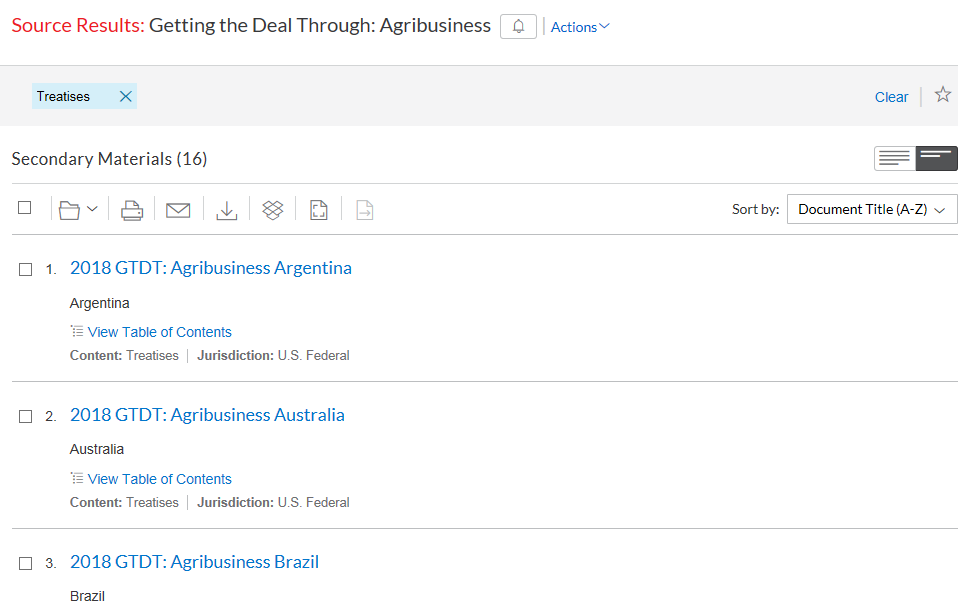 Source Results: Getting the Deal Through: Agribusiness Actions
Treatises
Clear
Secondary Materials (16)
Sort by: Document Title (A-Z)
1. 2018 GTDT: Agribusiness Argentina
Argentina
View Table of Contents
Content: Treatises | Jurisdiction: U.S. Federal
2. 2018 GTDT: Agribusiness Australia
Australia
View Table of Contents
Content: Treatises | Jurisdiction: U.S. Federal
3. 2018 GTDT: Agribusiness Brazil
Brazil